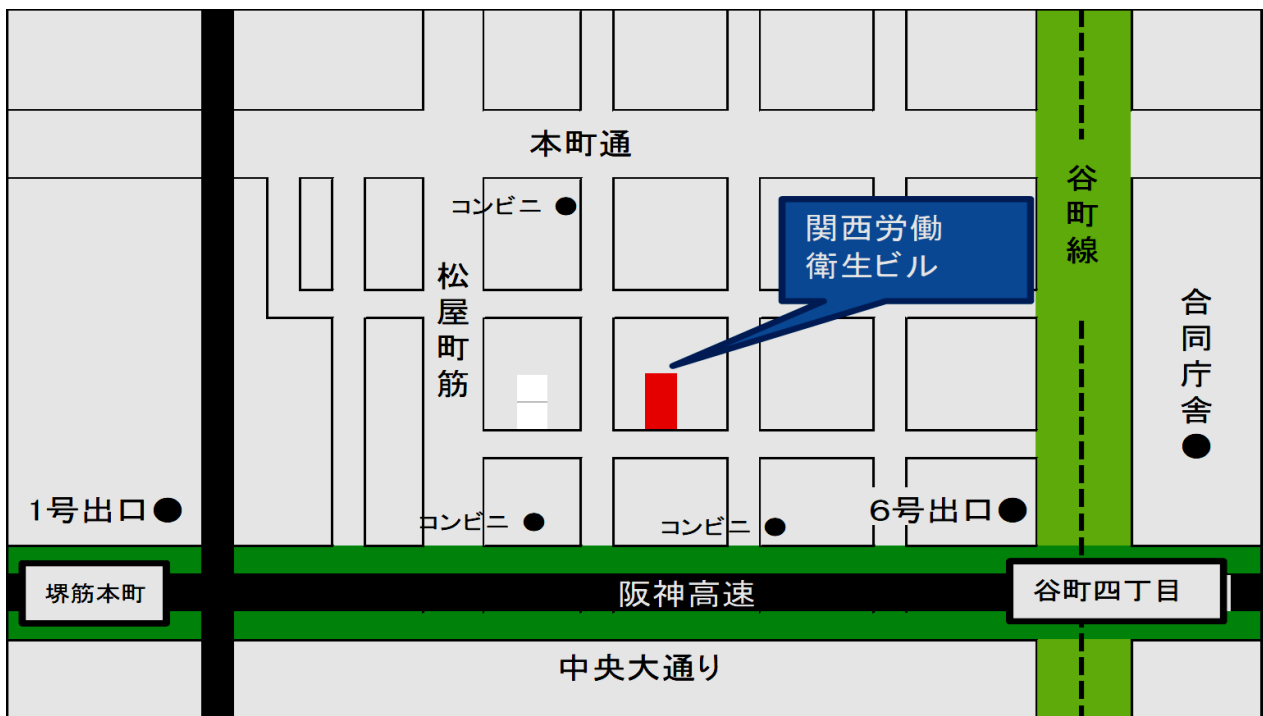 本町通
コンビニ
谷町線
関西労働
衛生ビル
松屋町筋
合同庁舎
1号出口
コンビニ
コンビニ
6号出口
堺筋本町
阪神高速
谷町四丁目
中央大通り